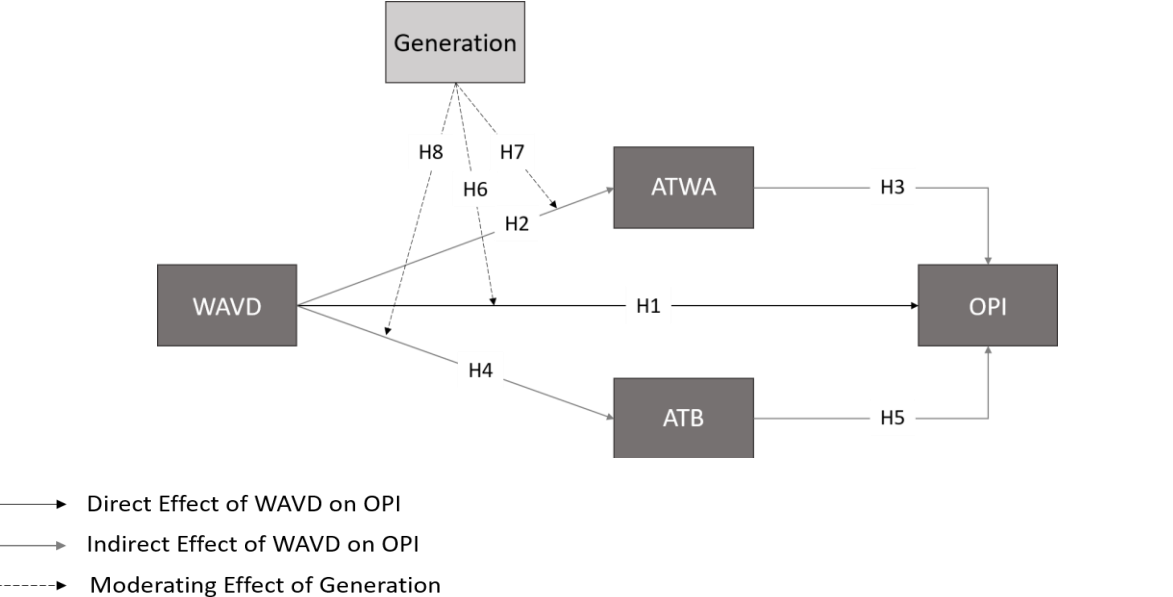 Generation
H8
H7
H6
ATWA
H3
H2
WAVD
H1
OPI
H4
ATB
H5
Direct Effect of WAVD on OPI
Indirect Effect of WAVD on OPI
Moderating Effect of Generation